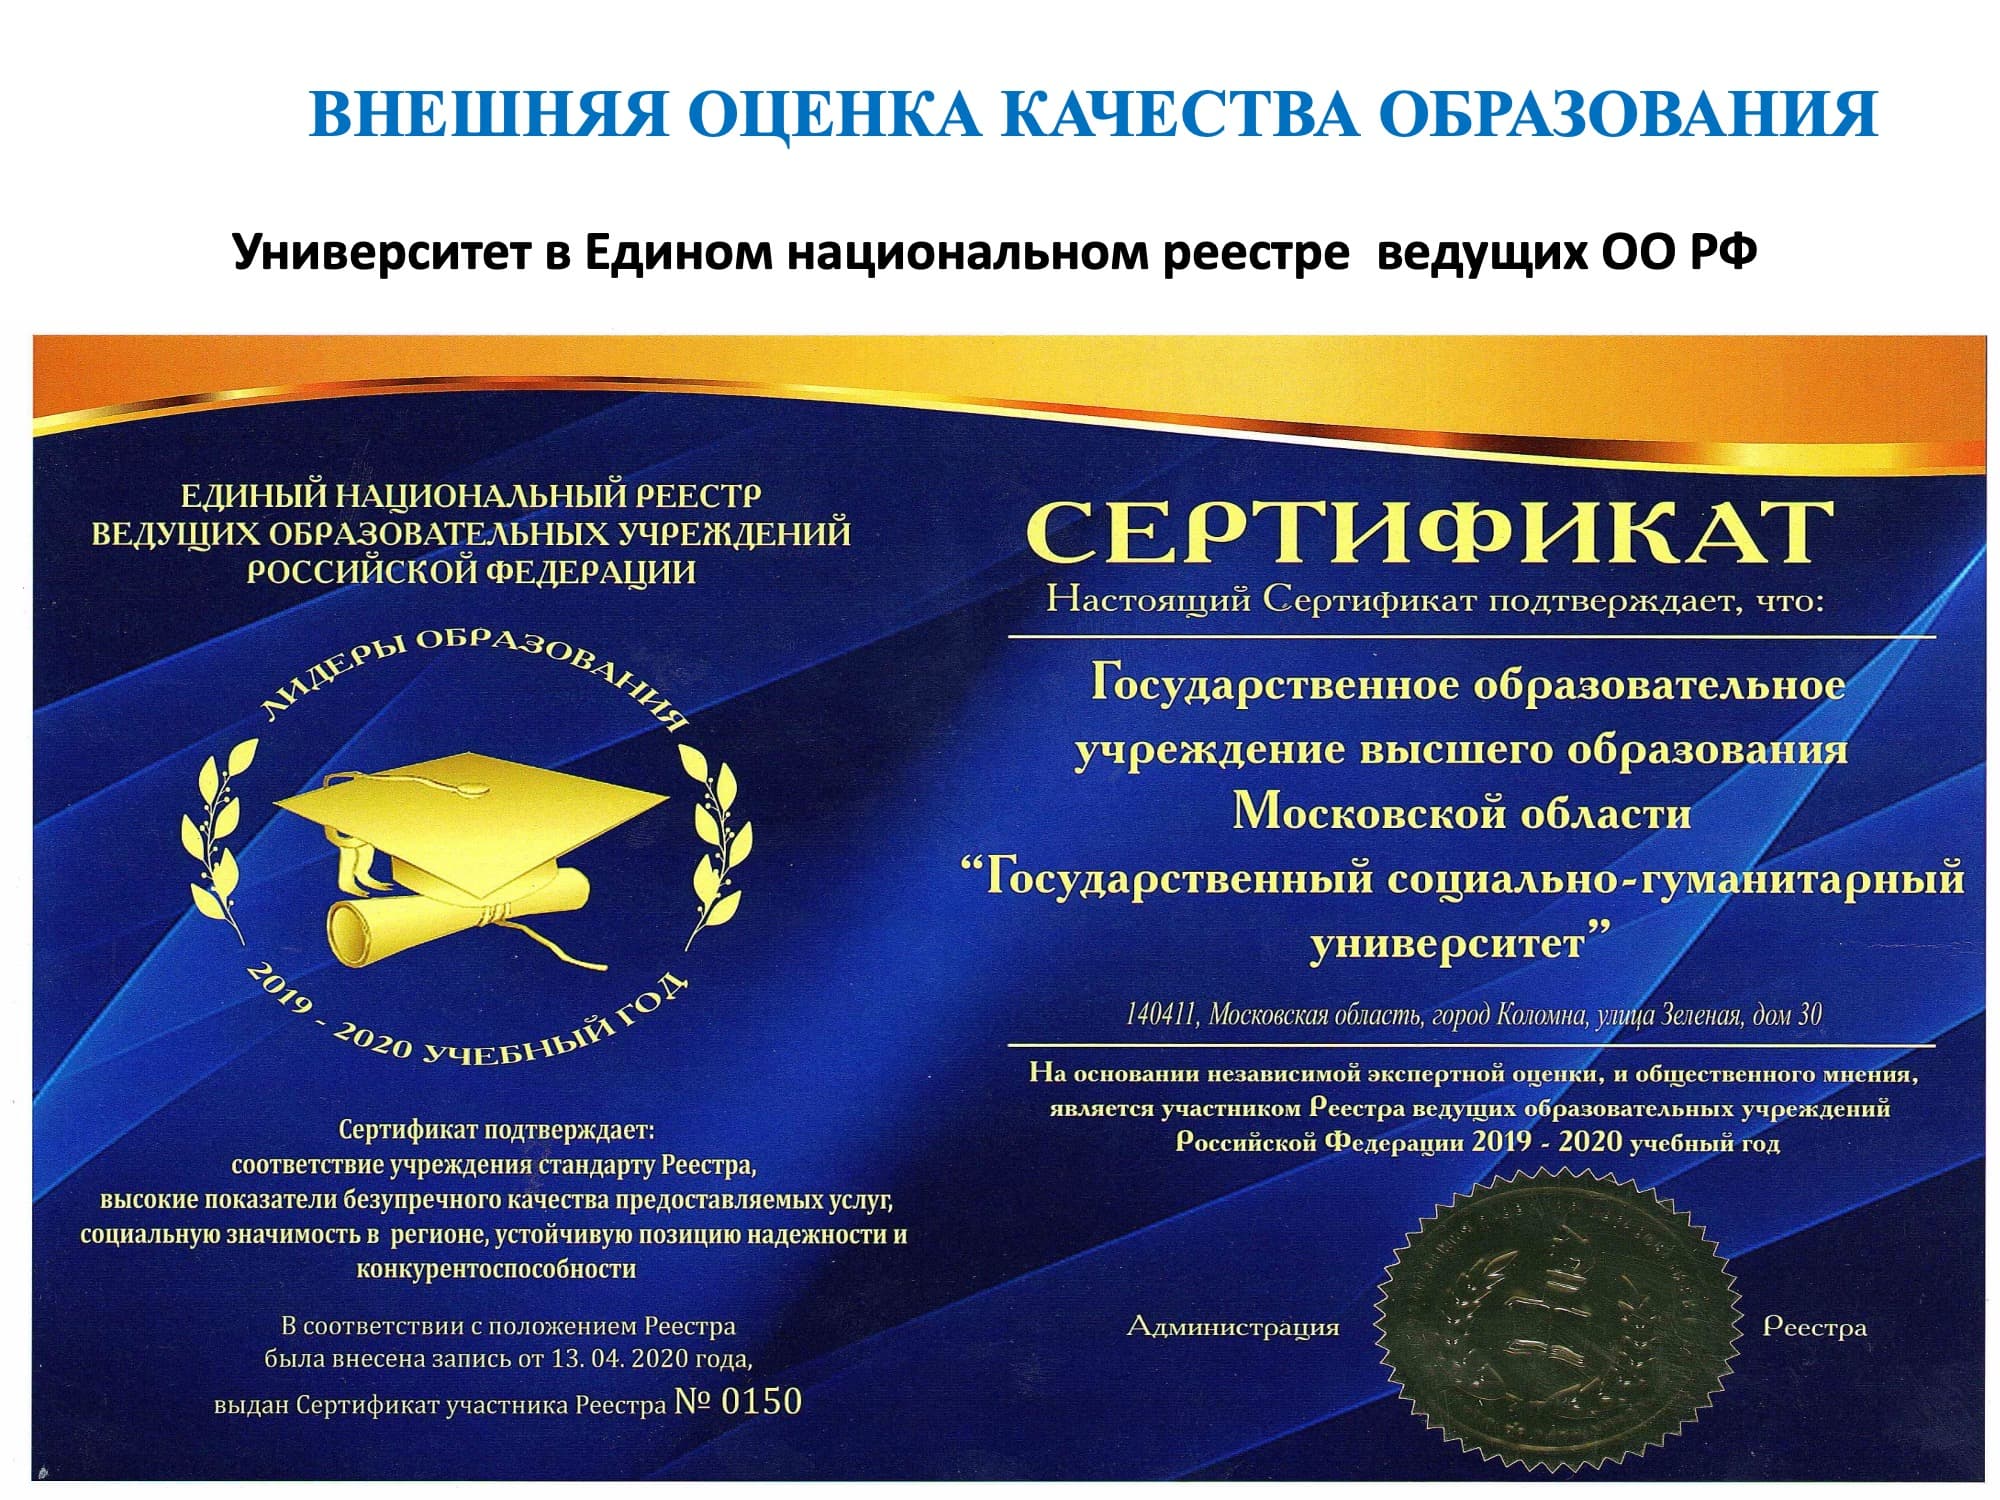 ВНЕШНЯЯ ОЦЕНКА КАЧЕСТВА ОБРАЗОВАНИЯ
Университет в Едином национальном реестре ведущих ОО РФ
ЕДИНЫЙ НАЦИОНАЛЬНЫЙ РЕЕСТР
ВЕДУЩИХ ОБРАЗОВАТЕЛЬНЫХ УЧРЕЖДЕНИЙ
РОССИЙСКОЙ ФЕДЕРАЦИИ
ЛИДЕРЫ ОБРАЗОВАНИЯ
2019 - 2020 УЧЕБНЫЙ ГОД
Сертификат подтверждает:
соответствие учреждения стандарту Реестра,
высокие показатели безупречного качества предоставляемых услуг,
социальную значимость в регионе, устойчивую позицию надежности и
конкурентоспособности
В соответствии с положением Реестра
была внесена запись от 13. 04. 2020 года,
выдан Сертификат участника Реестра № 0150
СЕРТИФИКАТ
Настоящий Сертификат подтверждает, что:
Государственное образовательное
учреждение высшего образования
Московской области
“Государственный социально-гуманитарный
университет”
140411, Московская область, город Коломна, улица Зеленая, дом 30
На основании независимой экспертной оценки, и общественного мнения,
является участником Реестра ведущих образовательных учреждений
Российской Федерации 2019 - 2020 учебный год
Администрация Реестра